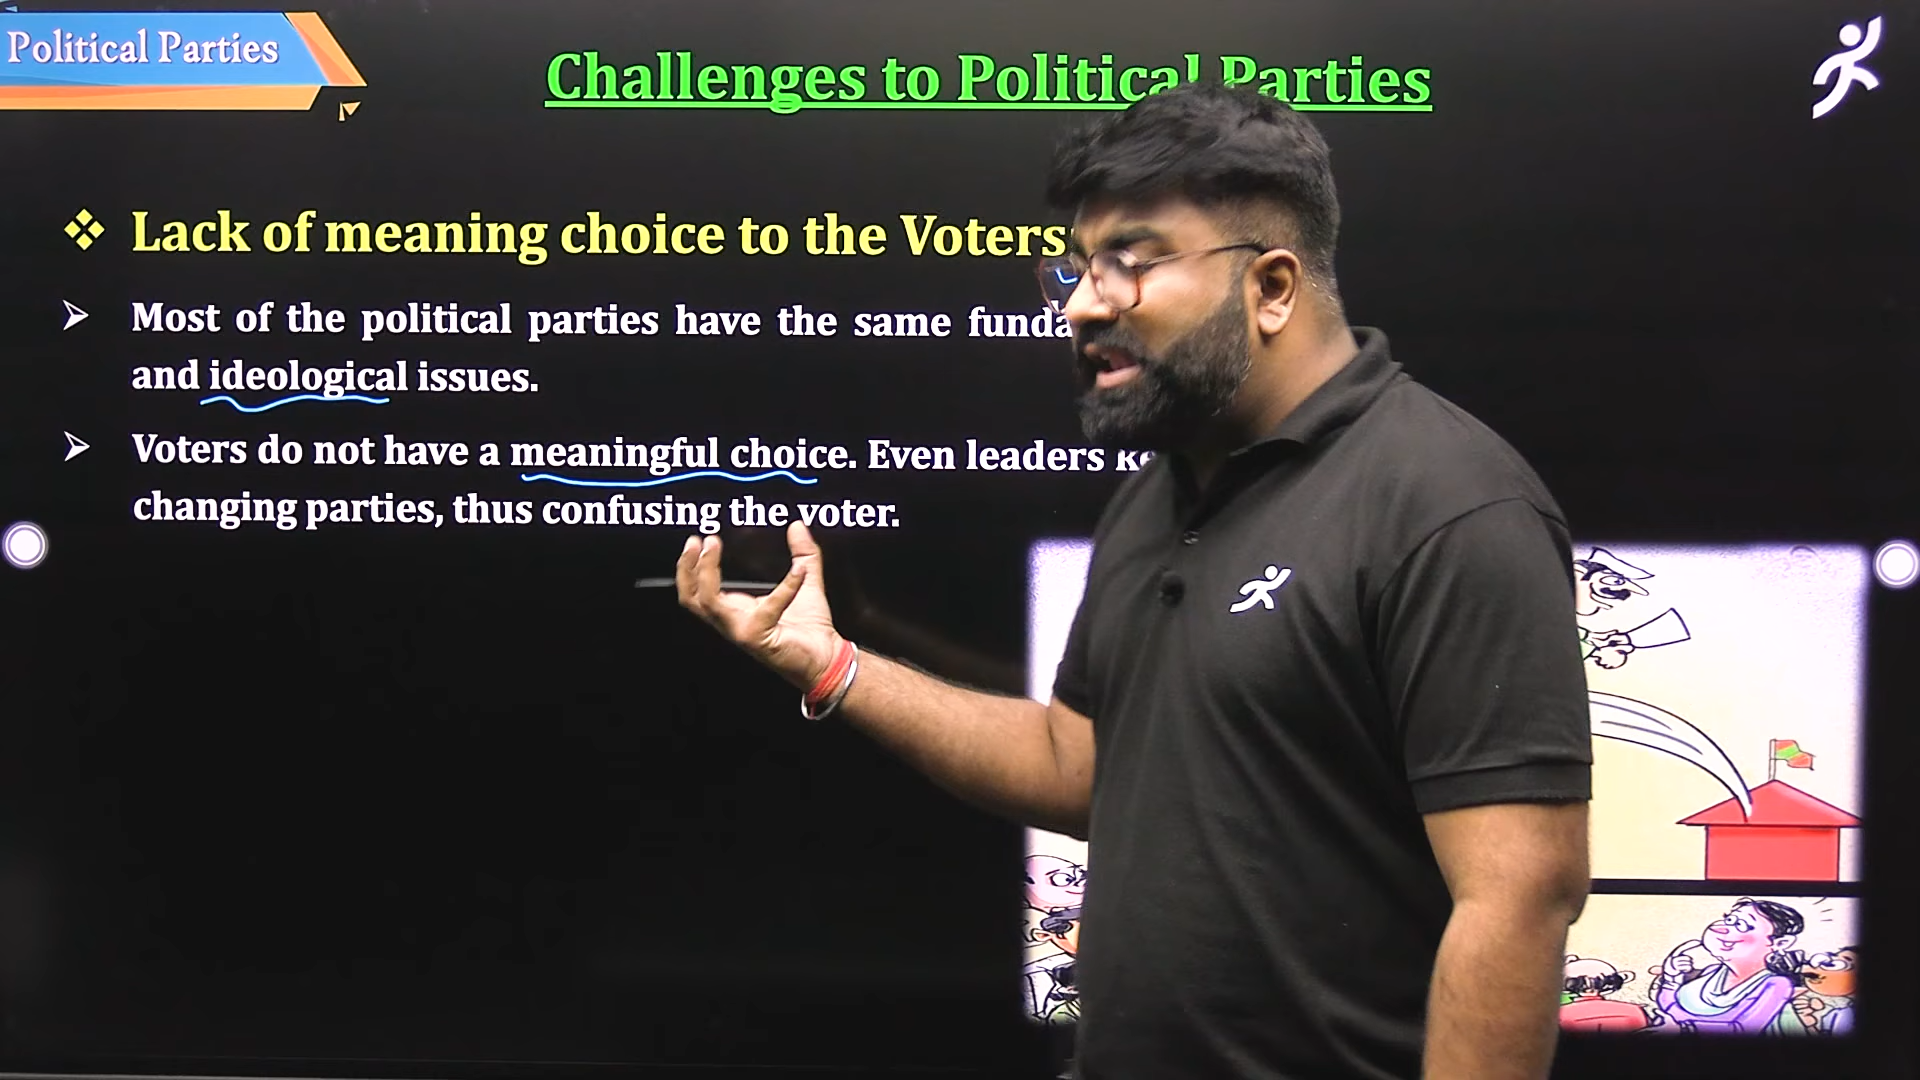 Political Parties
Challenges to Political Parties
Lack of meaning choice to the Voters
Most of the political parties have the same
and ideological issues.
Voters do not have a meaningful choice. Even leaders
changing parties, thus confusing the voter.